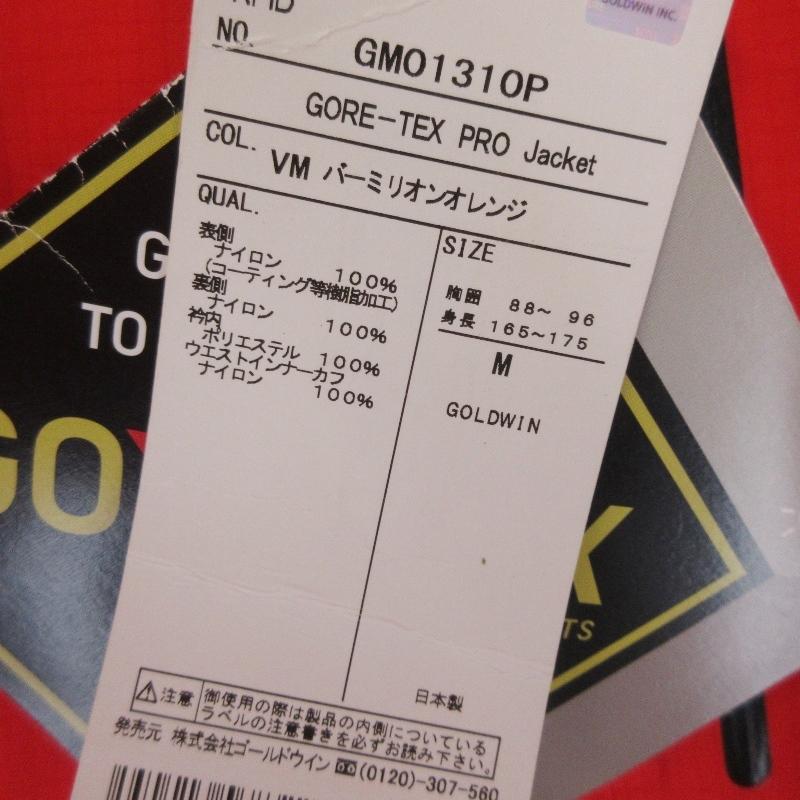 GOLDWIN INC.
NO.
GMO1310P
GORE-TEX PRO Jacket
COL.
VM バーミリオンオレンジ
QUAL.
表側
ナイロン 100%
(コーティング等樹脂加工)
裏側
ナイロン 100%
衿内
ポリエステル 100%
ウエストインナーカフ
ナイロン 100%
SIZE
胸囲 88~ 96
身長 165~175
M
GOLDWIN
日本製
注意 御使用の際は製品の内側についている
ラベルの注意書きを必ずお読み下さい。
発売元 株式会社ゴールドウイン (0120)-307-560
G
TO
GO
X
TS